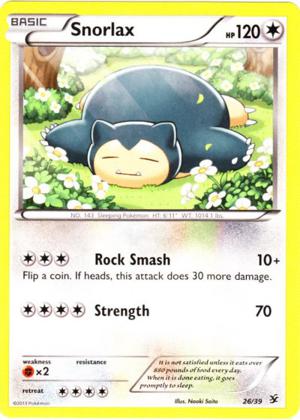 BASIC
Snorlax HP 120
NO. 143 Sleeping Pokémon HT: 6'11" WT: 1014.1 lbs.
Rock Smash 10+
Flip a coin. If heads, this attack does 30 more damage.
Strength 70
weakness resistance
×2
retreat
It is not satisfied unless it eats over
880 pounds of food every day.
When it is done eating, it goes
promptly to sleep.
©2013 Pokémon Illus. Naoki Saito 26/39